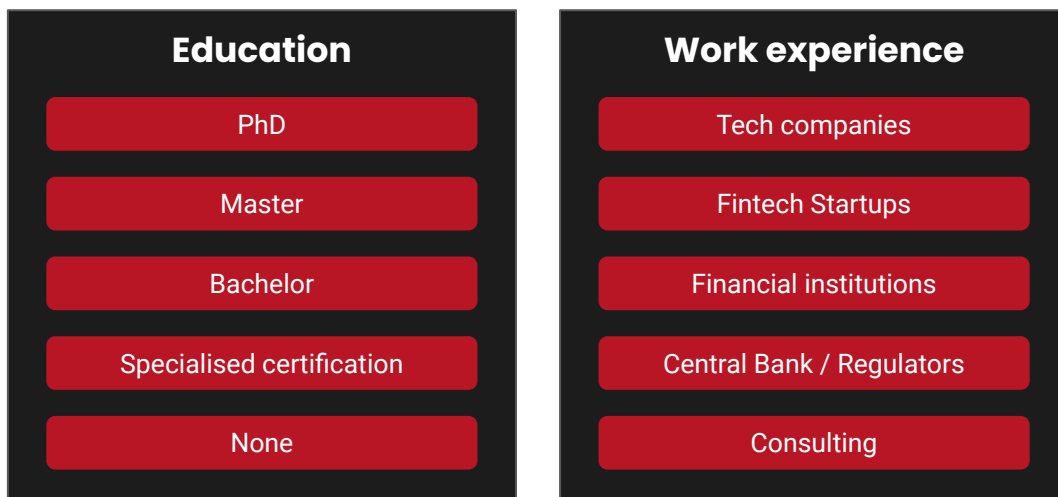 Education
PhD
Master
Bachelor
Specialised certification
None
Work experience
Tech companies
Fintech Startups
Financial institutions
Central Bank / Regulators
Consulting